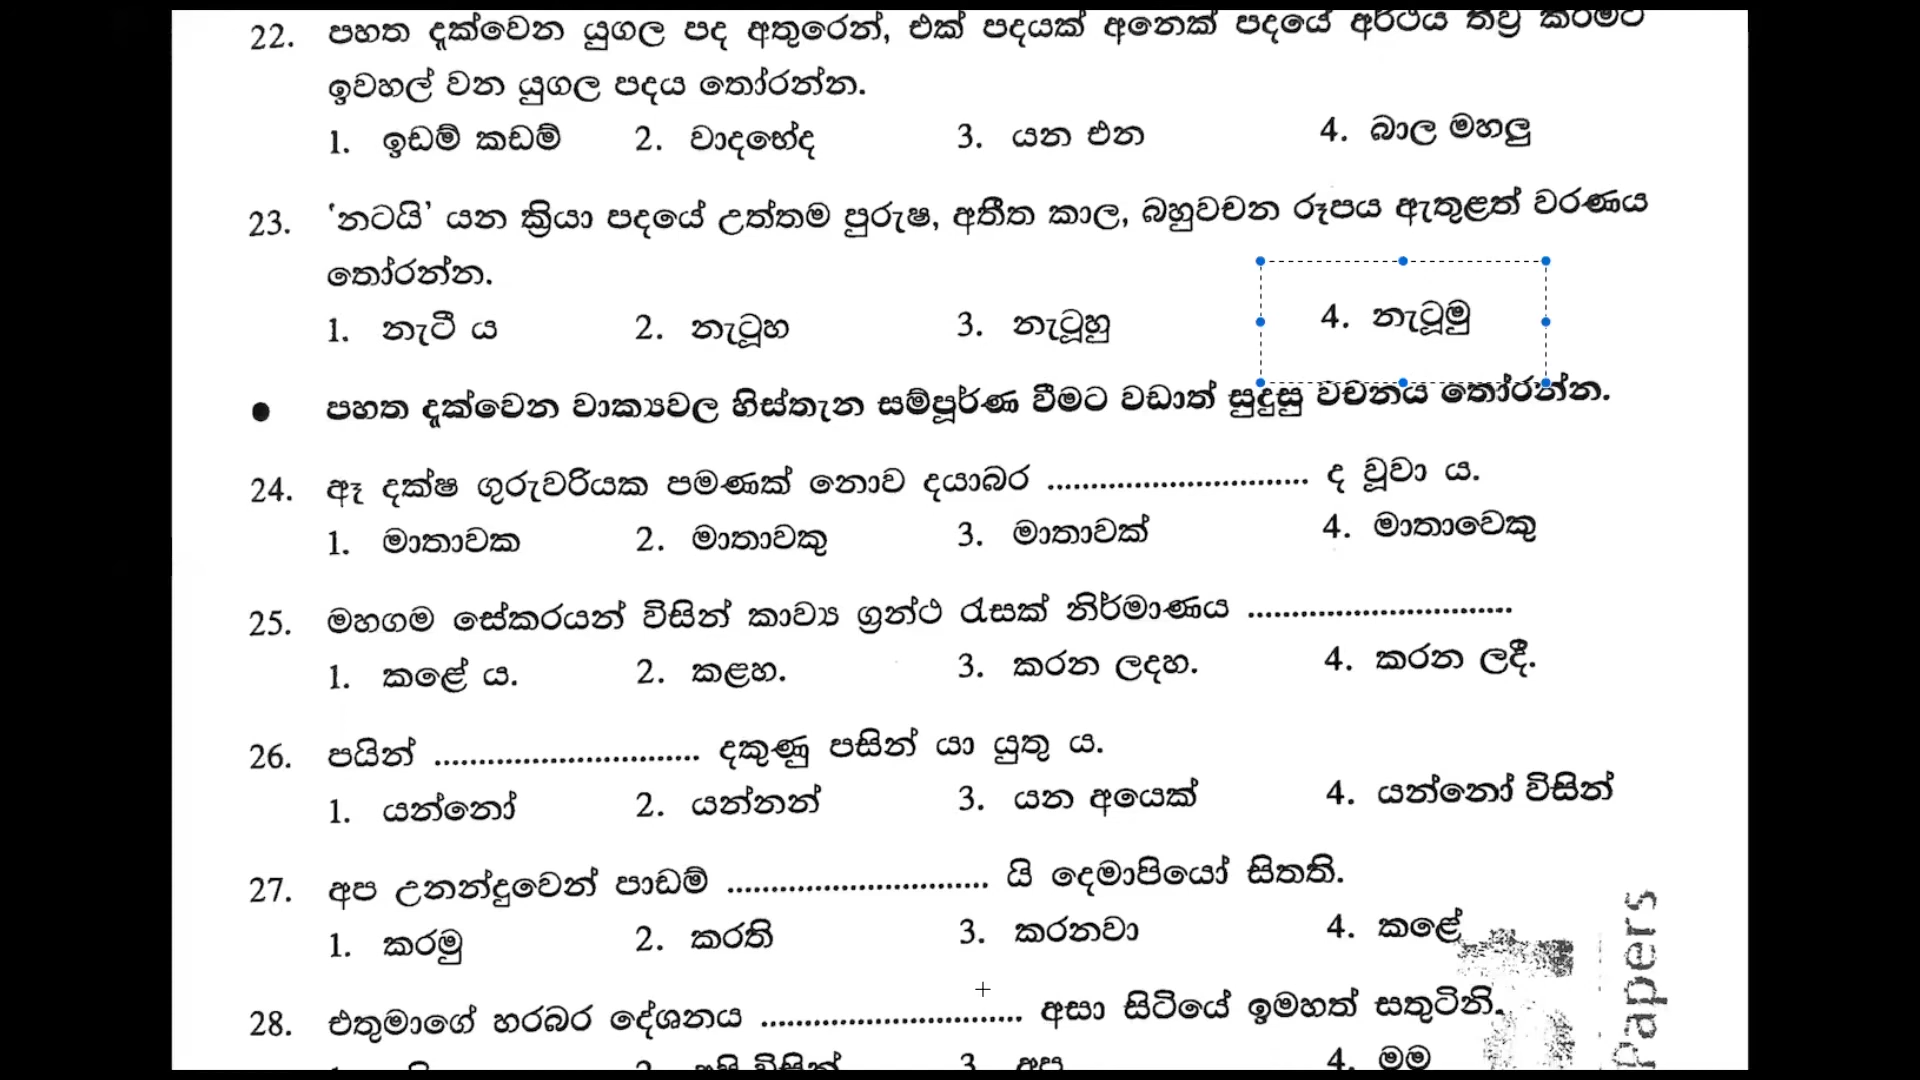 22. පහත දැක්වෙන යුගල පද අතුරෙන්, එක් පදයක් අනෙක් පදයේ අර්ථය තීව්‍ර කිරීමට
ඉවහල් වන යුගල පදය තෝරන්න.
1. ඉඩම් කඩම් 2. වාදභේද 3. යන එන 4. බාල මහලු
23. ‘නටයි’ යන ක්‍රියා පදයේ උත්තම පුරුෂ, අතීත කාල, බහුවචන රූපය ඇතුළත් වරණය
තෝරන්න.
1. නැටී ය 2. නැටූහ 3. නැටූහු 4. නැටූමු
● පහත දැක්වෙන වාක්‍යවල හිස්තැන සම්පූර්ණ වීමට වඩාත් සුදුසු වචනය තෝරන්න.
24. ඈ දක්ෂ ගුරුවරියක පමණක් නොව දයාබර .............................. ද වූවා ය.
1. මාතාවක 2. මාතාවකු 3. මාතාවක් 4. මාතාවෙකු
25. මහගම සේකරයන් විසින් කාව්‍ය ග්‍රන්ථ රැසක් නිර්මාණය ..............................
1. කළේ ය. 2. කළහ. 3. කරන ලදහ. 4. කරන ලදී.
26. පයින් .............................. දකුණු පසින් යා යුතු ය.
1. යන්නෝ 2. යන්නන් 3. යන අයෙක් 4. යන්නෝ විසින්
27. අප උනන්දුවෙන් පාඩම් .............................. යි දෙමාපියෝ සිතති.
1. කරමු 2. කරති 3. කරනවා 4. කළේ
28. එතුමාගේ හරබර දේශනය .............................. අසා සිටියේ ඉමහත් සතුටිනි.
2. අපි විසින් 3. අප 4. මම
Papers